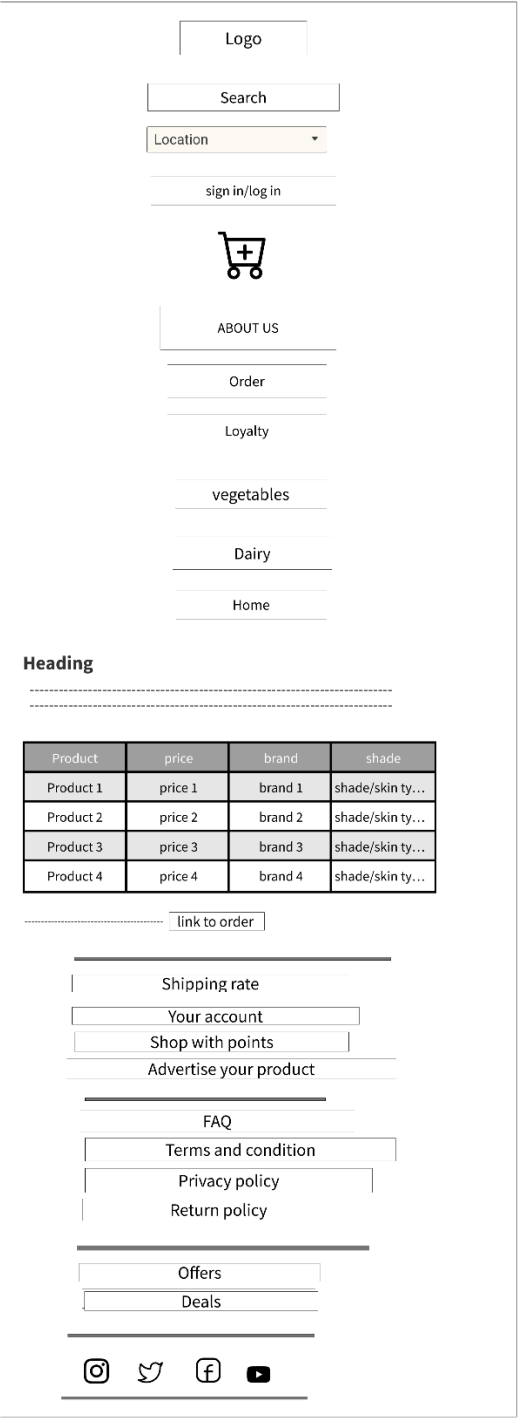 Logo
Search
Location
sign in/log in
ABOUT US
Order
Loyalty
vegetables
Dairy
Home
Heading
Product price brand shade
Product 1 price 1 brand 1 shade/skin ty...
Product 2 price 2 brand 2 shade/skin ty...
Product 3 price 3 brand 3 shade/skin ty...
Product 4 price 4 brand 4 shade/skin ty...
link to order
Shipping rate
Your account
Shop with points
Advertise your product
FAQ
Terms and condition
Privacy policy
Return policy
Offers
Deals